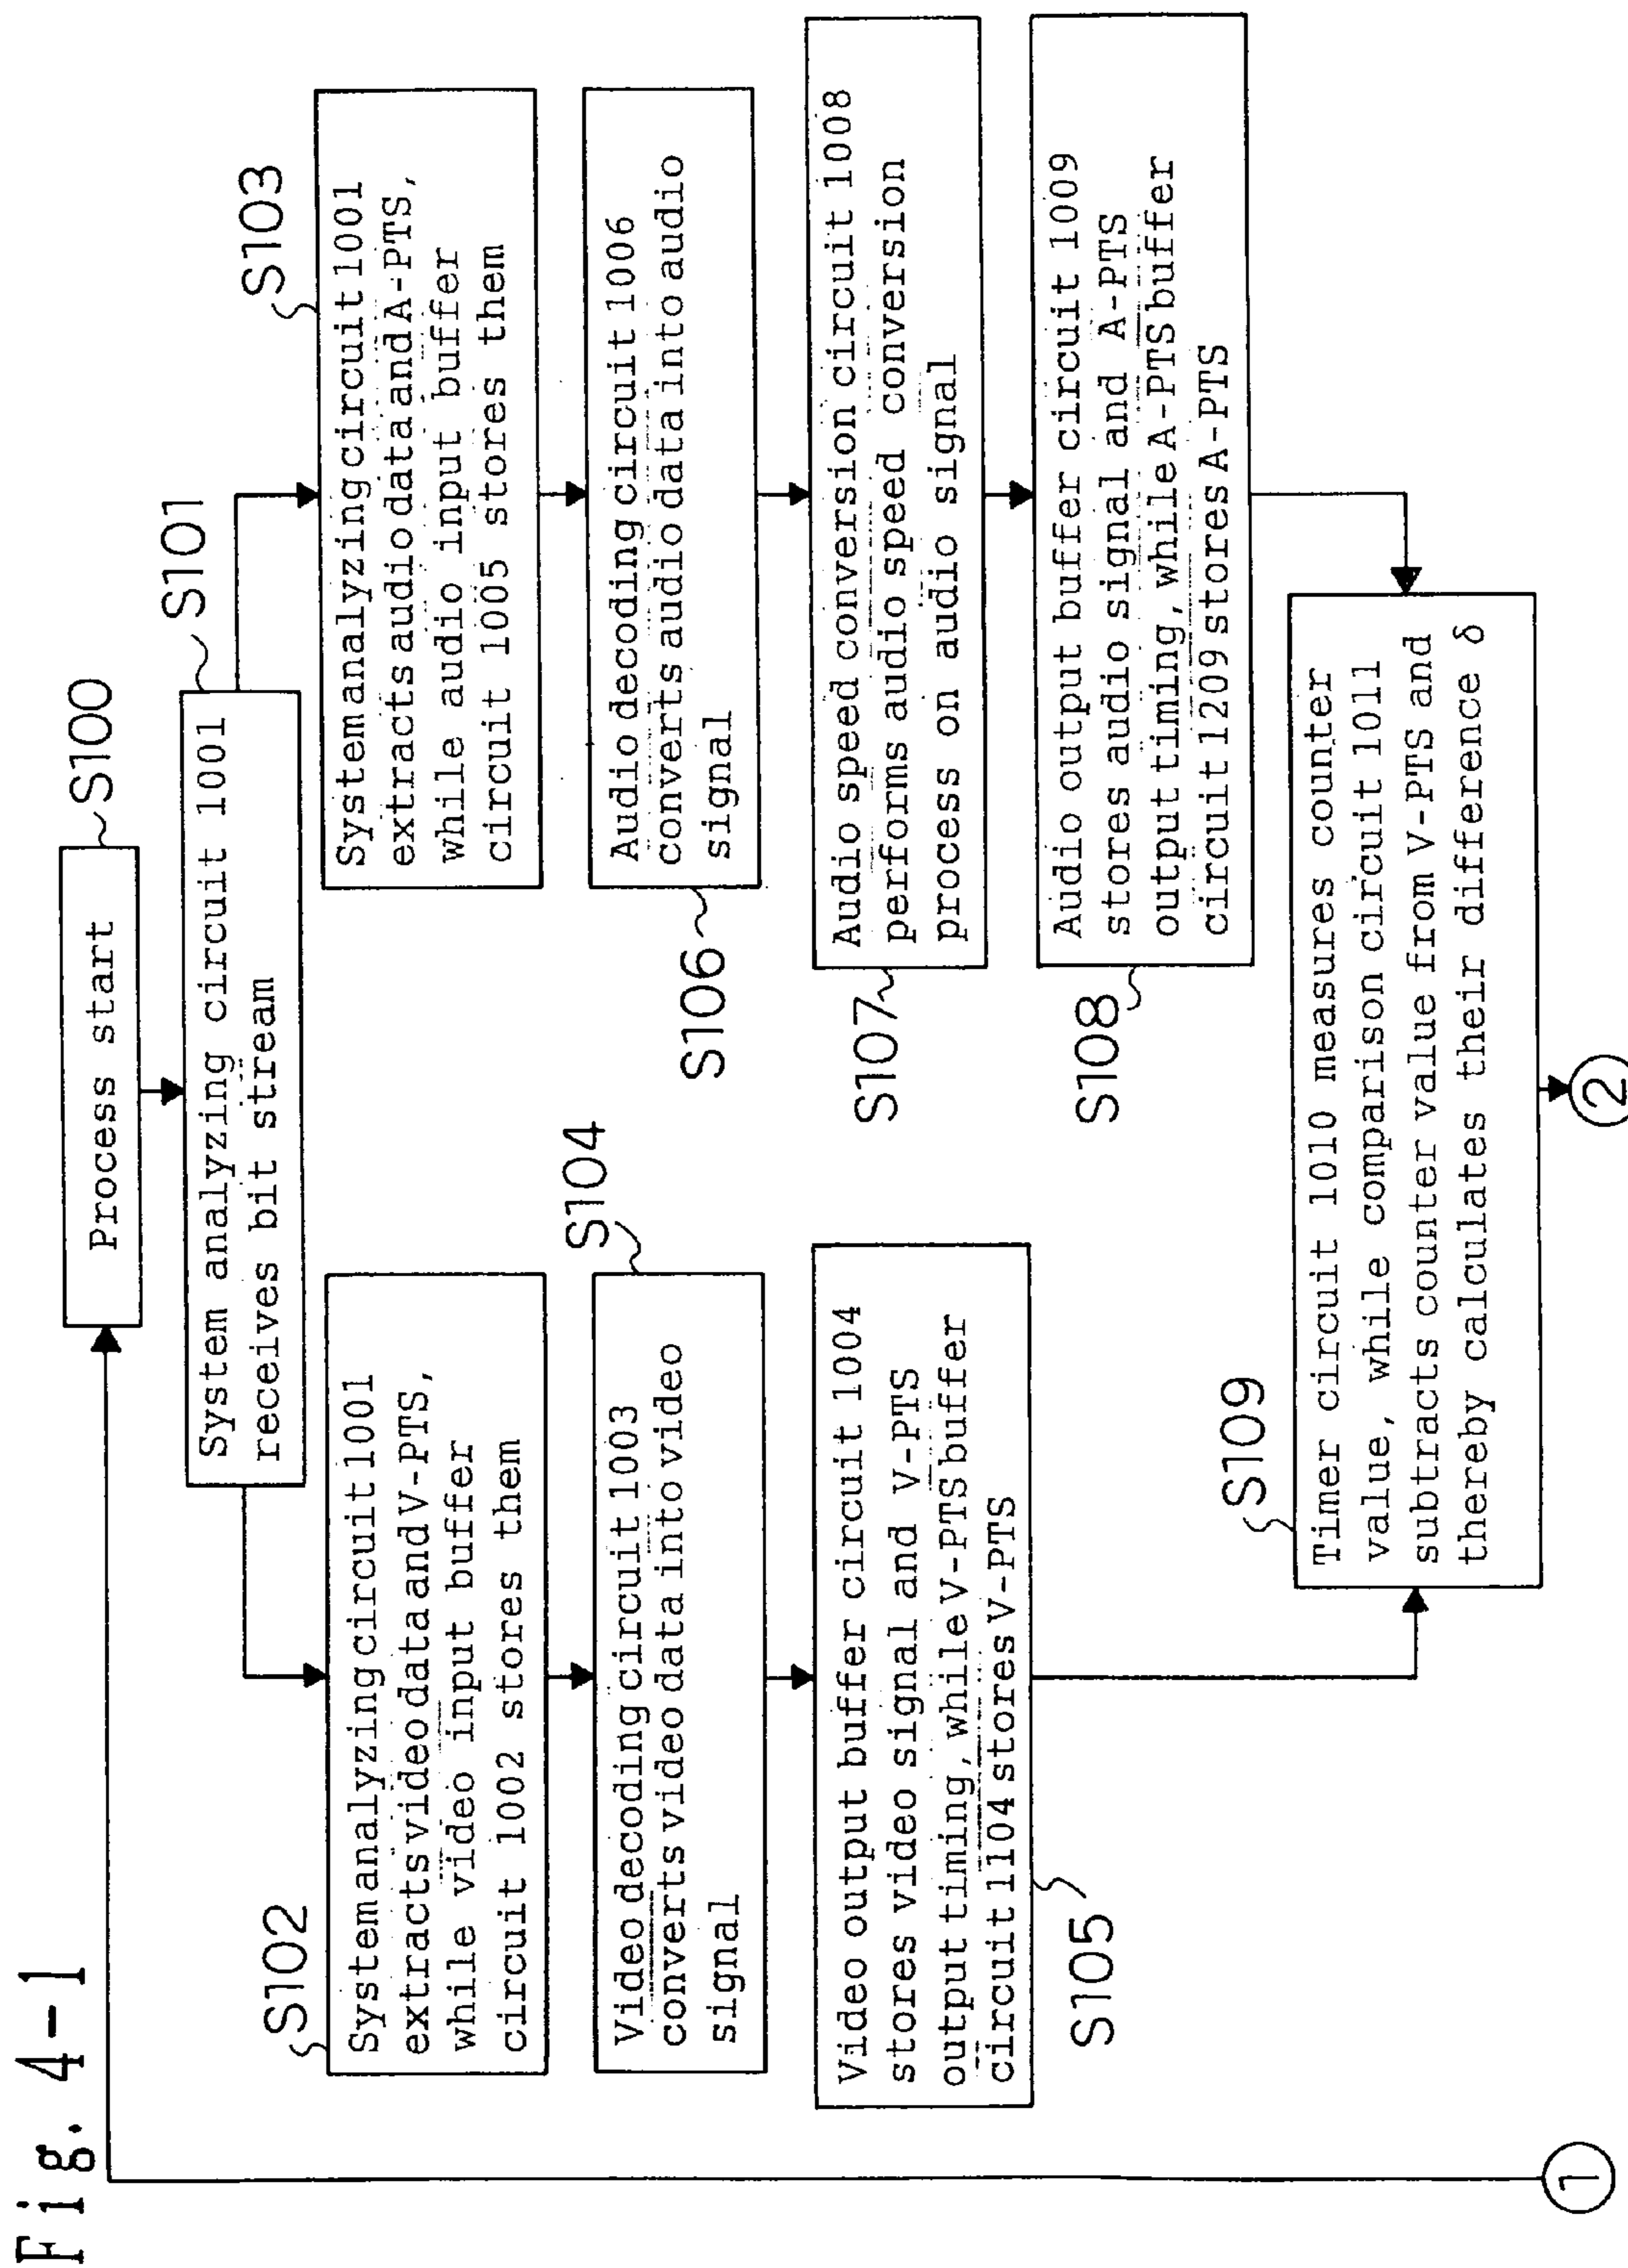 Fig. 4-1
Process start
S100
System analyzing circuit 1001
receives bit stream
S101
S102
System analyzing circuit 1001
extracts video data and V-PTS,
while video input buffer
circuit 1002 stores them
S103
System analyzing circuit 1001
extracts audio data and A-PTS,
while audio input buffer
circuit 1005 stores them
S104
Video decoding circuit 1003
converts video data into video
signal
S106
Audio decoding circuit 1006
converts audio data into audio
signal
Video output buffer circuit 1004
stores video signal and V-PTS
output timing, while V-PTS buffer
circuit 1104 stores V-PTS
S105
S107
Audio speed conversion circuit 1008
performs audio speed conversion
process on audio signal
S108
Audio output buffer circuit 1009
stores audio signal and A-PTS
output timing, while A-PTS buffer
circuit 1209 stores A-PTS
S109
Timer circuit 1010 measures counter
value, while comparison circuit 1011
subtracts counter value from V-PTS and
thereby calculates their difference δ
1
2